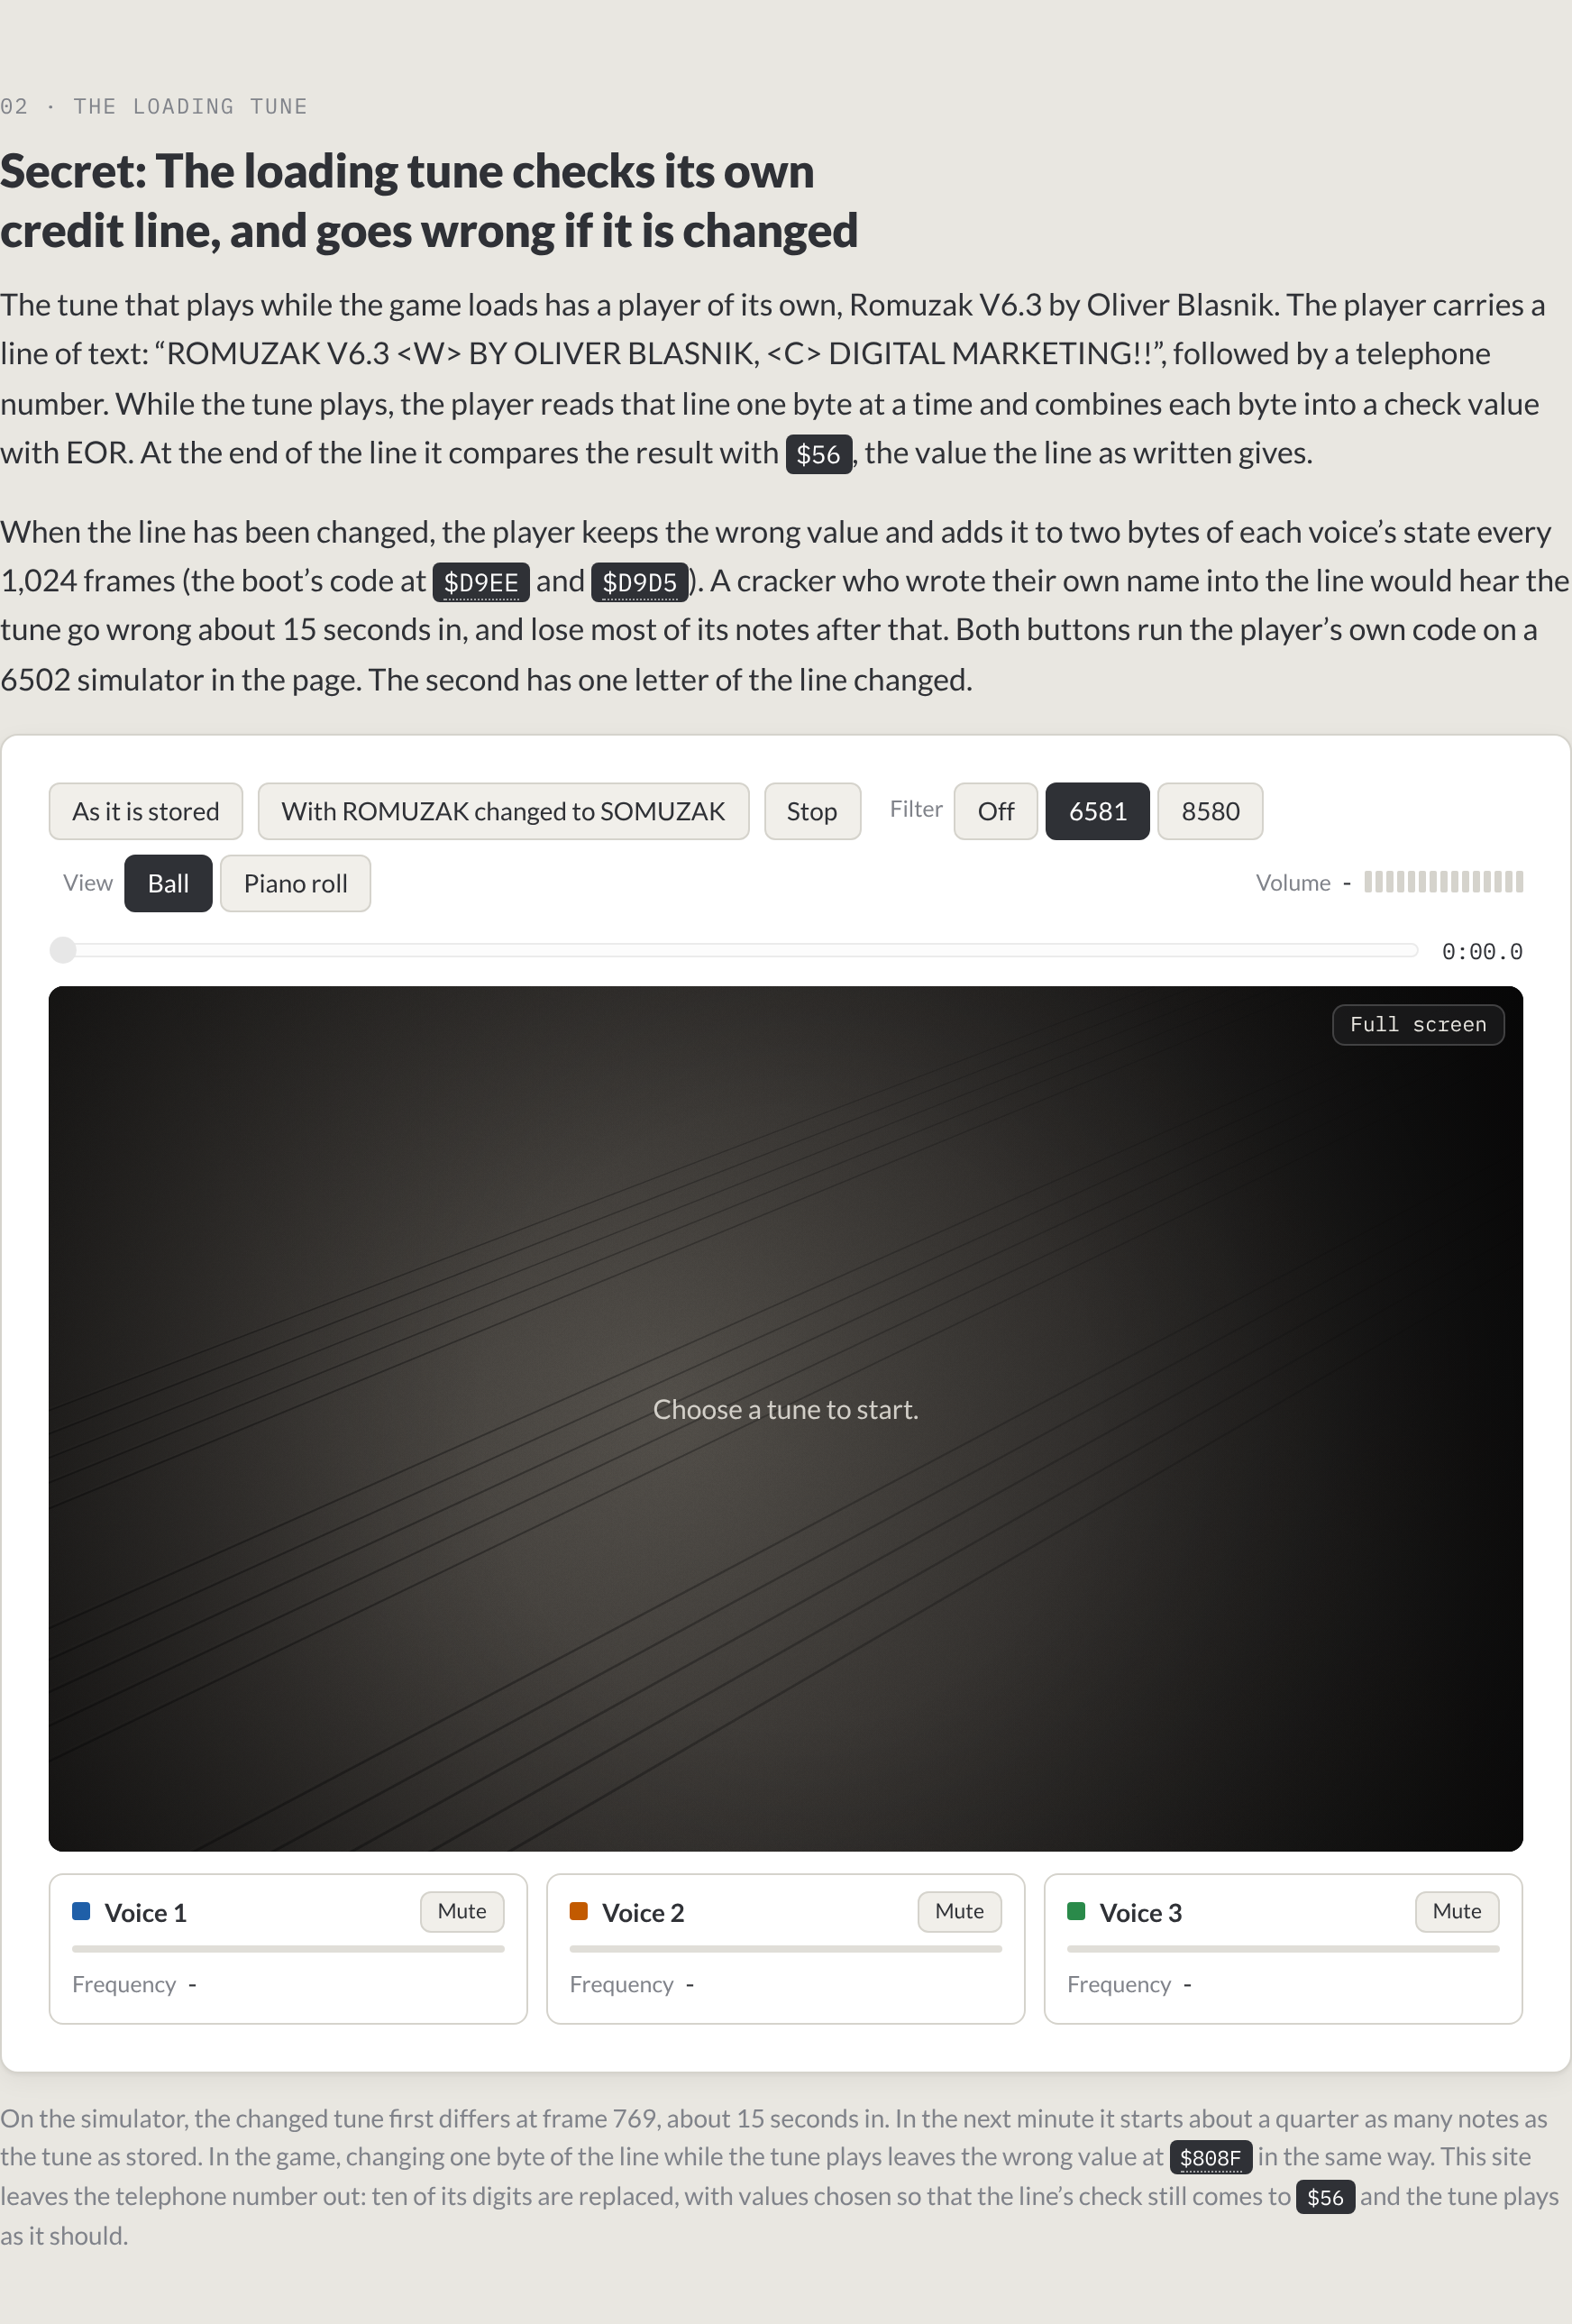 02 · THE LOADING TUNE
Secret: The loading tune checks its own
credit line, and goes wrong if it is changed
The tune that plays while the game loads has a player of its own, Romuzak V6.3 by Oliver Blasnik. The player carries a
line of text: “ROMUZAK V6.3 <W> BY OLIVER BLASNIK, <C> DIGITAL MARKETING!!”, followed by a telephone
number. While the tune plays, the player reads that line one byte at a time and combines each byte into a check value
with EOR. At the end of the line it compares the result with $56, the value the line as written gives.
When the line has been changed, the player keeps the wrong value and adds it to two bytes of each voice’s state every
1,024 frames (the boot’s code at $D9EE and $D9D5). A cracker who wrote their own name into the line would hear the
tune go wrong about 15 seconds in, and lose most of its notes after that. Both buttons run the player’s own code on a
6502 simulator in the page. The second has one letter of the line changed.
As it is stored With ROMUZAK changed to SOMUZAK Stop Filter Off 6581 8580
View Ball Piano roll Volume -
0:00.0
Full screen
Choose a tune to start.
Voice 1 Mute Voice 2 Mute Voice 3 Mute
Frequency - Frequency - Frequency -
On the simulator, the changed tune first differs at frame 769, about 15 seconds in. In the next minute it starts about a quarter as many notes as
the tune as stored. In the game, changing one byte of the line while the tune plays leaves the wrong value at $808F in the same way. This site
leaves the telephone number out: ten of its digits are replaced, with values chosen so that the line’s check still comes to $56 and the tune plays
as it should.